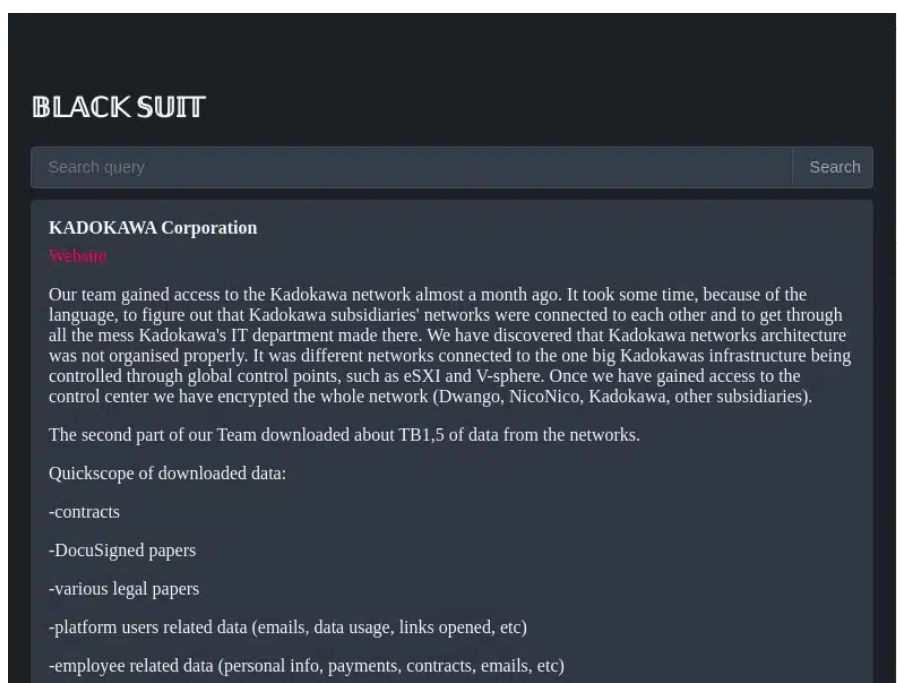 BLACK SUIT
Search query
Search
KADOKAWA Corporation
Website
Our team gained access to the Kadokawa network almost a month ago. It took some time, because of the
language, to figure out that Kadokawa subsidiaries' networks were connected to each other and to get through
all the mess Kadokawa's IT department made there. We have discovered that Kadokawa networks architecture
was not organised properly. It was different networks connected to the one big Kadokawas infrastructure being
controlled through global control points, such as eSXI and V-sphere. Once we have gained access to the
control center we have encrypted the whole network (Dwango, NicoNico, Kadokawa, other subsidiaries).
The second part of our Team downloaded about TB1,5 of data from the networks.
Quickscope of downloaded data:
-contracts
-DocuSigned papers
-various legal papers
-platform users related data (emails, data usage, links opened, etc)
-employee related data (personal info, payments, contracts, emails, etc)